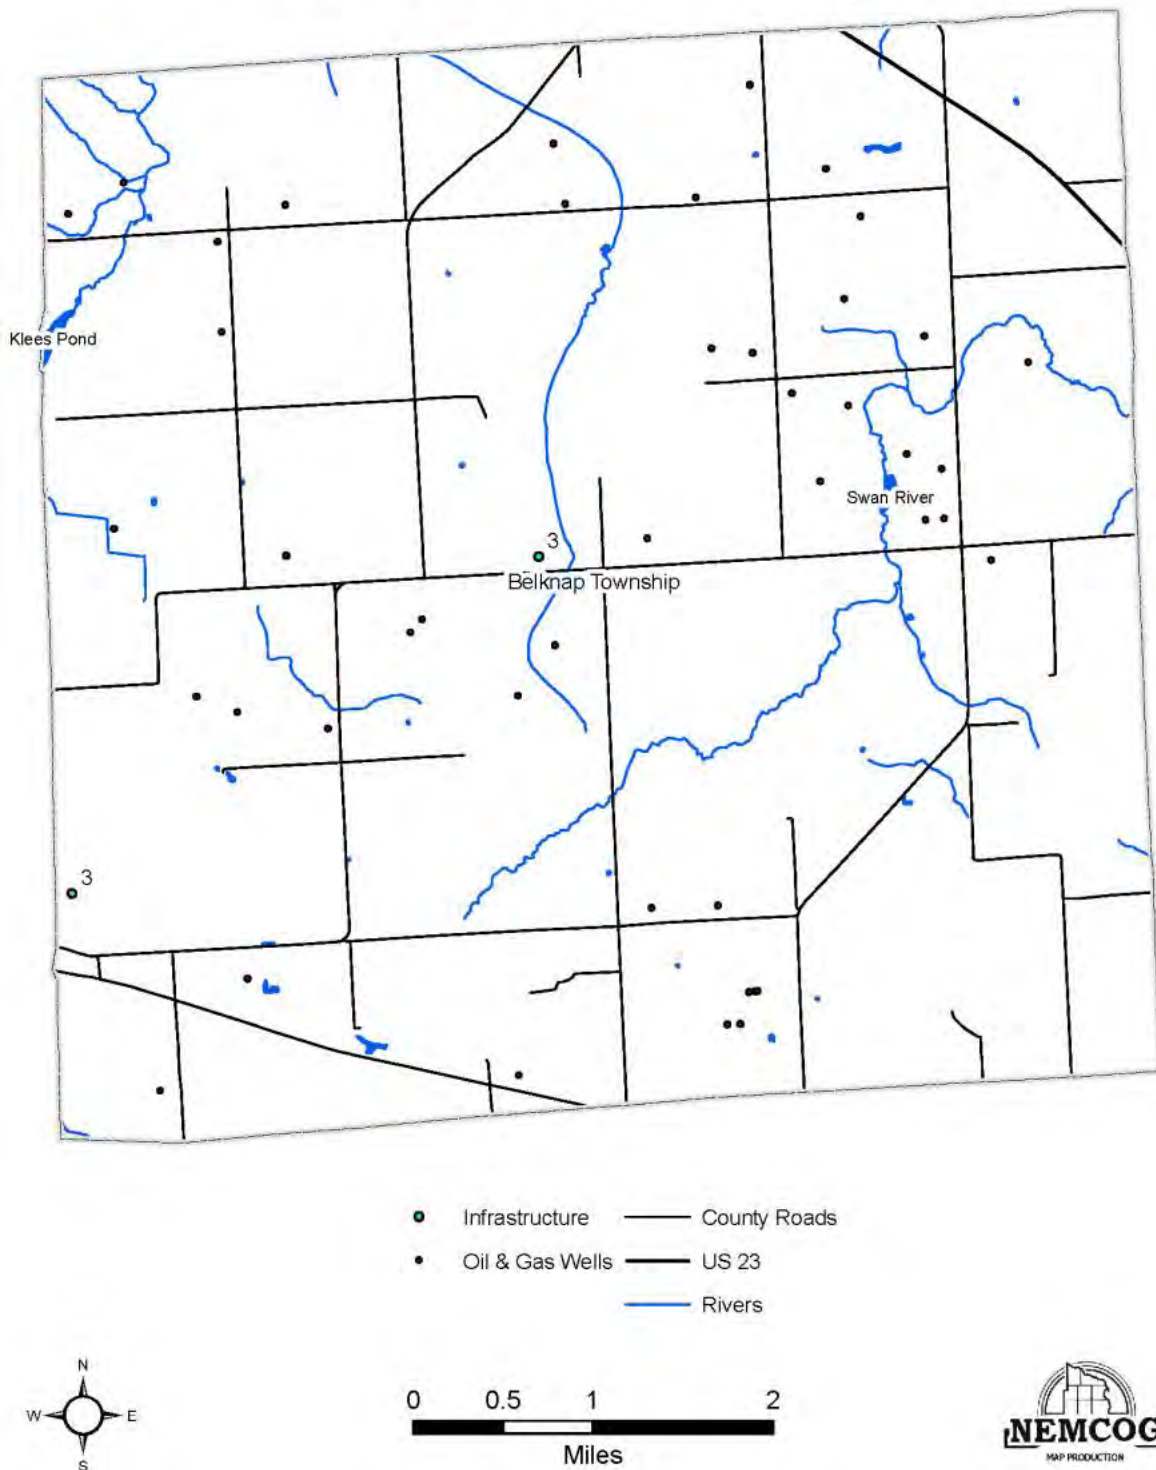 Klees Pond
Swan River
3
Belknap Township
3
Infrastructure
County Roads
Oil & Gas Wells
US 23
Rivers
N
W
E
S
0
0.5
1
2
Miles
NEMCOG
MAP PRODUCTION